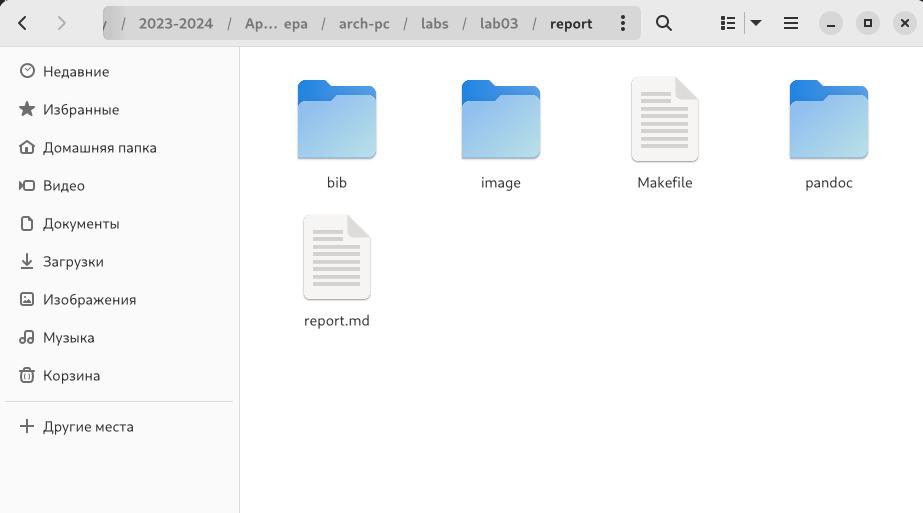 / 2023-2024 / Ар… ера / arch-pc / labs / lab03 / report
Недавние
Избранные
Домашняя папка
Видео
Документы
Загрузки
Изображения
Музыка
Корзина
Другие места
bib
image
Makefile
pandoc
report.md